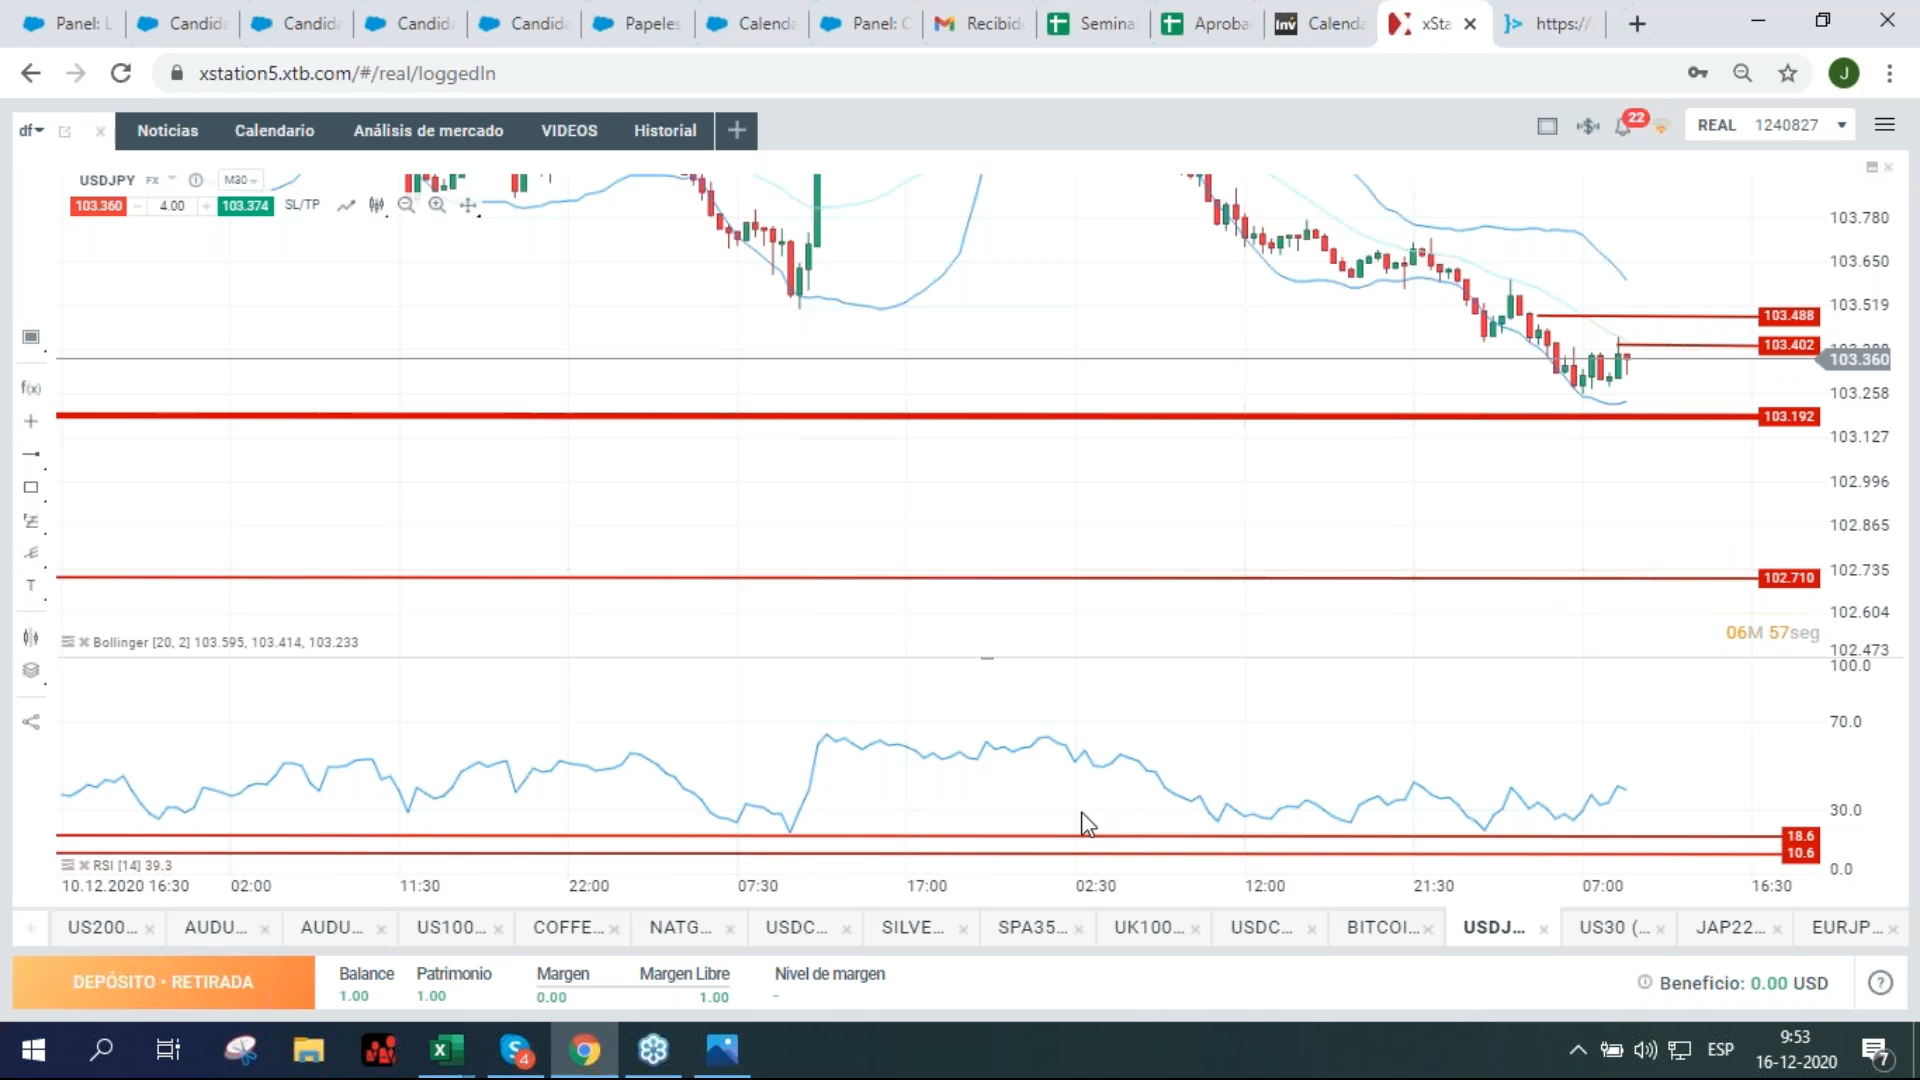 Panel: L
Candida
Candida
Candida
Candida
Papeles
Calenda
Panel: C
Recibid
Semina
Aproba
Calenda
xSta
https://
xstation5.xtb.com/#/real/loggedIn
J
df
Noticias
Calendario
Análisis de mercado
VIDEOS
Historial
22
REAL 1240827
USDJPY FX M30
103.360 4.00 103.374 SL/TP
103.780
103.650
103.519
103.488
103.402
103.360
103.258
103.192
103.127
102.996
102.865
102.735
102.710
102.604
06M 57seg
Bollinger [20, 2] 103.595, 103.414, 103.233
102.473
100.0
70.0
30.0
18.6
10.6
0.0
RSI [14] 39.3
10.12.2020 16:30 02:00 11:30 22:00 07:30 17:00 02:30 12:00 21:30 07:00 16:30
US200... AUDU... AUDU... US100... COFFE... NATG... USDC... SILVE... SPA35... UK100... USDC... BITCOI... USDJ... US30 (... JAP22... EURJP...
DEPÓSITO • RETIRADA
Balance Patrimonio Margen Margen Libre Nivel de margen
1.00 1.00 0.00 1.00 -
Beneficio: 0.00 USD
4
ESP
9:53
16-12-2020
7